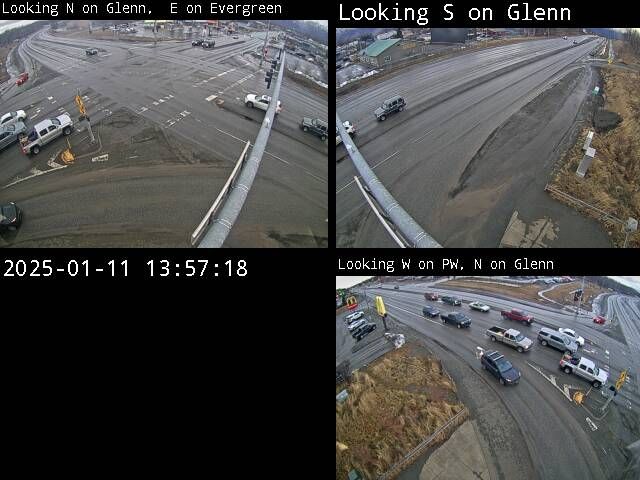 Looking N on Glenn,  E on Evergreen
Looking S on Glenn
2025-01-11 13:57:18
Looking W on PW, N on Glenn